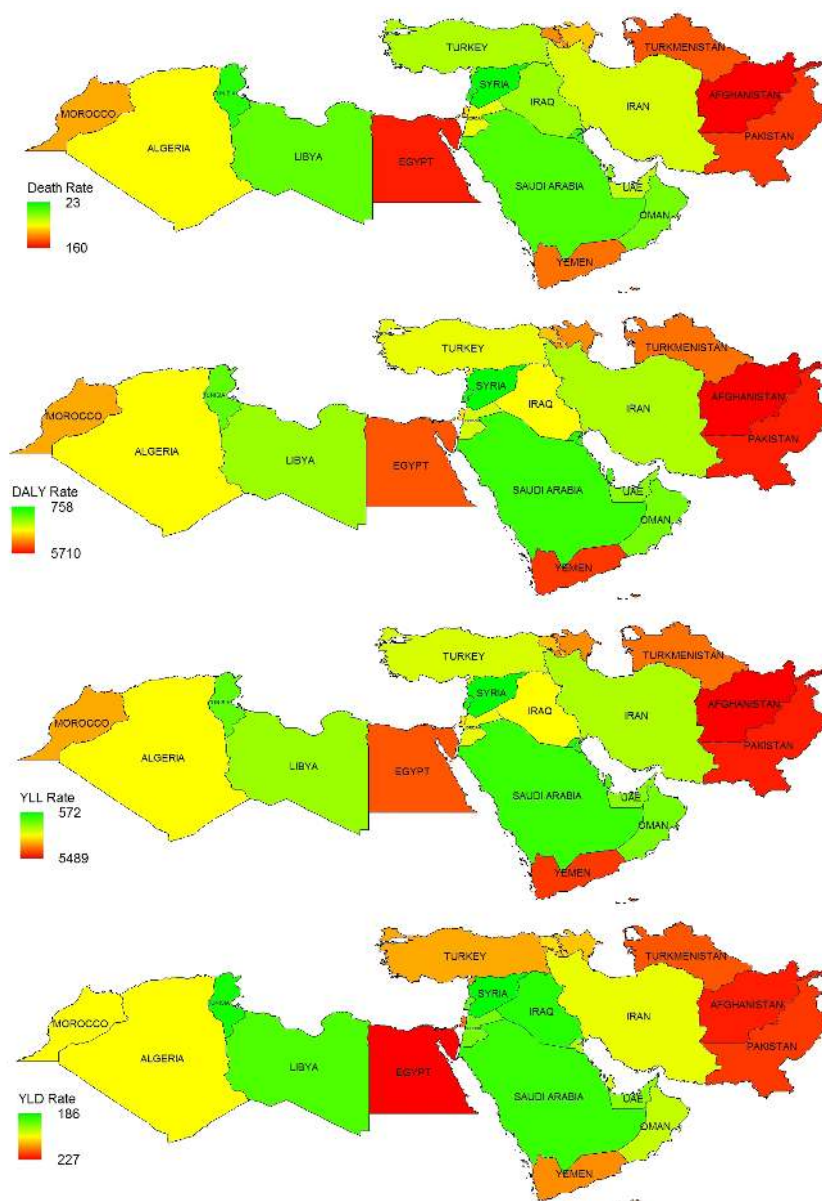 TURKEY
TURKMENISTAN
SYRIA
AFGHANISTAN
MOROCCO
IRAQ
IRAN
PAKISTAN
ALGERIA
LIBYA
EGYPT
SAUDI ARABIA
UAE
OMAN
YEMEN
Death Rate
23
160
TURKEY
TURKMENISTAN
SYRIA
AFGHANISTAN
MOROCCO
IRAQ
IRAN
PAKISTAN
ALGERIA
LIBYA
EGYPT
SAUDI ARABIA
UAE
OMAN
YEMEN
DALY Rate
758
5710
TURKEY
TURKMENISTAN
SYRIA
AFGHANISTAN
MOROCCO
IRAQ
IRAN
PAKISTAN
ALGERIA
LIBYA
EGYPT
SAUDI ARABIA
UAE
OMAN
YEMEN
YLL Rate
572
5489
TURKEY
TURKMENISTAN
SYRIA
AFGHANISTAN
MOROCCO
IRAQ
IRAN
PAKISTAN
ALGERIA
LIBYA
EGYPT
SAUDI ARABIA
UAE
OMAN
YEMEN
YLD Rate
186
227